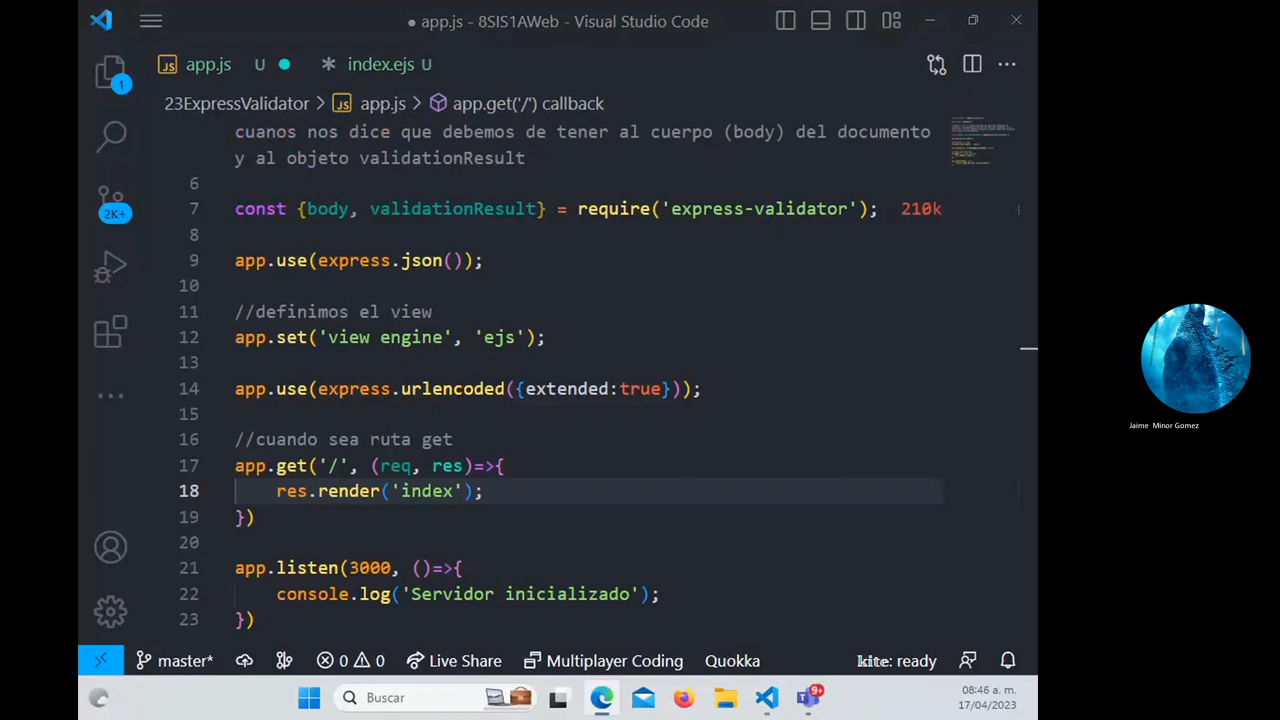 app.js - 8SIS1AWeb - Visual Studio Code
app.js U index.ejs U
1
23ExpressValidator > app.js > app.get('/') callback
cuanos nos dice que debemos de tener al cuerpo (body) del documento
y al objeto validationResult
6
7 const {body, validationResult} = require('express-validator'); 210k
8
9 app.use(express.json());
10
11 //definimos el view
12 app.set('view engine', 'ejs');
13
14 app.use(express.urlencoded({extended:true}));
15
16 //cuando sea ruta get
17 app.get('/', (req, res)=>{
18 res.render('index');
19 })
20
21 app.listen(3000, ()=>{
22 console.log('Servidor inicializado');
23 })
2K+
Jaime Minor Gomez
master* 0 0 Live Share Multiplayer Coding Quokka kite: ready
Buscar
9+
08:46 a. m.
17/04/2023